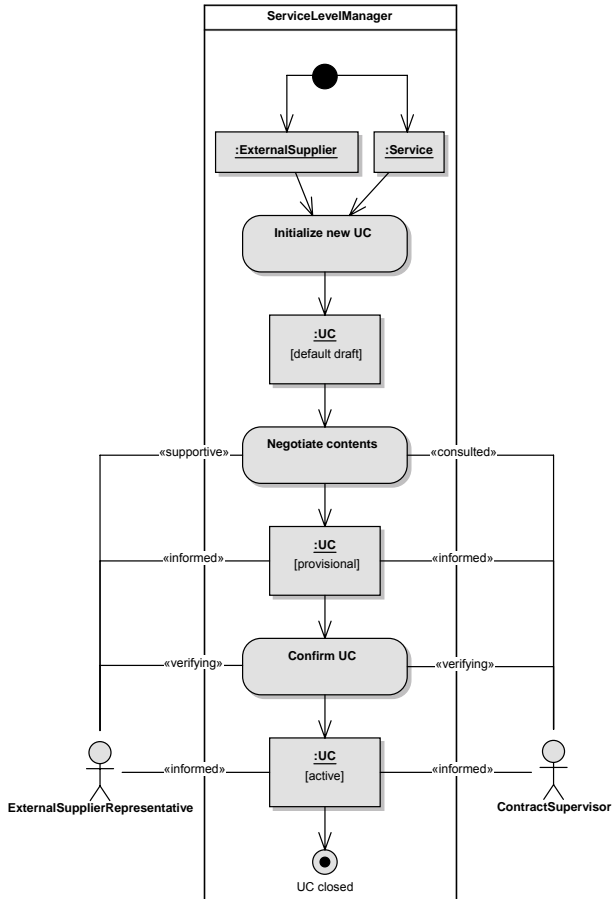 ServiceLevelManager
:ExternalSupplier
:Service
Initialize new UC
:UC
[default draft]
Negotiate contents
«supportive»
«consulted»
:UC
[provisional]
«informed»
«informed»
Confirm UC
«verifying»
«verifying»
:UC
[active]
«informed»
«informed»
ExternalSupplierRepresentative
ContractSupervisor
UC closed